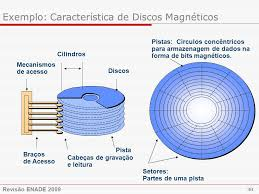 Exemplo: Característica de Discos Magnéticos
Cilindros
Mecanismos
de acesso
Discos
Pistas: Círculos concêntricos
para armazenagem de dados na
forma de bits magnéticos.
Braços
de Acesso
Cabeças de gravação
e leitura
Pista
Setores:
Partes de uma pista
Revisão ENADE 2009